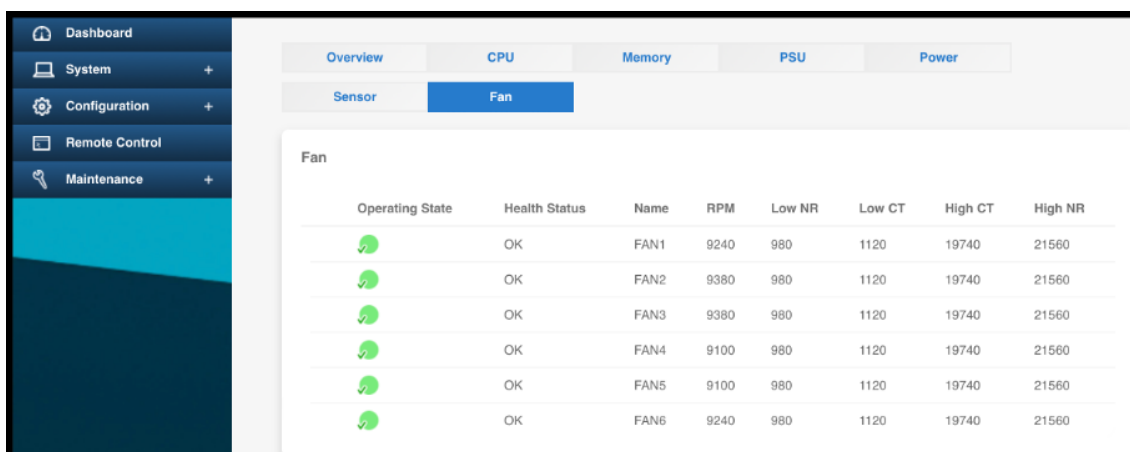 Dashboard
System +
Configuration +
Remote Control
Maintenance +
Overview CPU Memory PSU Power
Sensor Fan
Fan
Operating State Health Status Name RPM Low NR Low CT High CT High NR
OK FAN1 9240 980 1120 19740 21560
OK FAN2 9380 980 1120 19740 21560
OK FAN3 9380 980 1120 19740 21560
OK FAN4 9100 980 1120 19740 21560
OK FAN5 9100 980 1120 19740 21560
OK FAN6 9240 980 1120 19740 21560